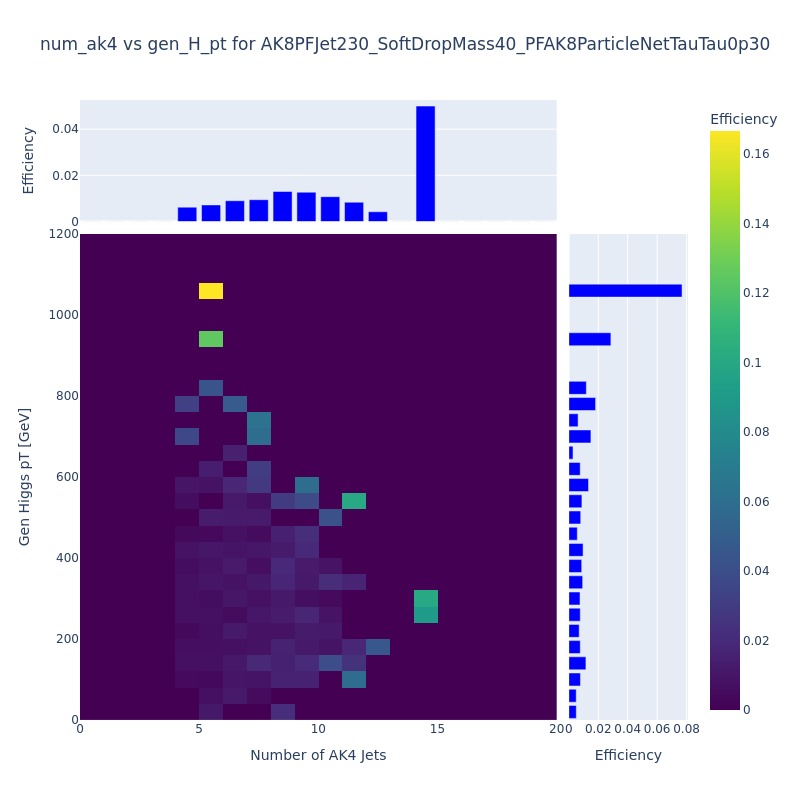 num_ak4 vs gen_H_pt for AK8PFJet230_SoftDropMass40_PFAK8ParticleNetTauTau0p30
Efficiency
0.04
0.02
0
Efficiency
0.16
0.14
0.12
0.1
0.08
0.06
0.04
0.02
0
Gen Higgs pT [GeV]
1200
1000
800
600
400
200
0
0 5 10 15 20
Number of AK4 Jets
0 0.02 0.04 0.06 0.08
Efficiency